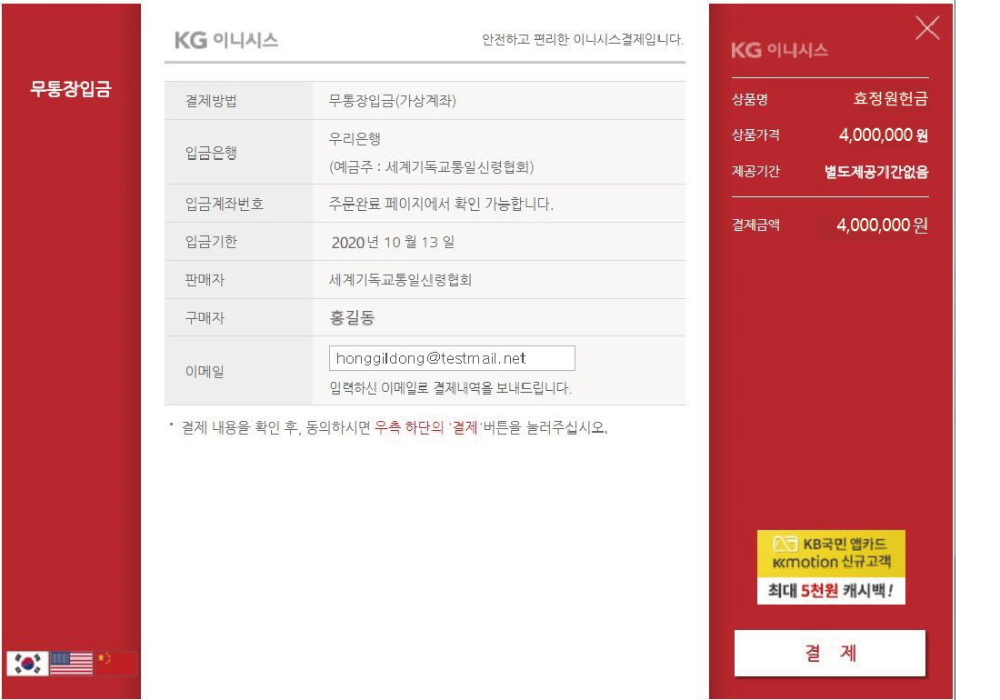 무통장입금
KG 이니시스
안전하고 편리한 이니시스결제입니다.
결제방법 무통장입금(가상계좌)
입금은행 우리은행
(예금주 : 세계기독교통일신령협회)
입금계좌번호 주문완료 페이지에서 확인 가능합니다.
입금기한 2020년 10 월 13 일
판매자 세계기독교통일신령협회
구매자 홍길동
이메일 honggildong@testmail.net
입력하신 이메일로 결제내역을 보내드립니다.
* 결제 내용을 확인 후, 동의하시면 우측 하단의 '결제'버튼을 눌러주십시오.
KG 이니시스
상품명 효정원헌금
상품가격 4,000,000 원
제공기간 별도제공기간없음
결제금액 4,000,000원
KB국민 앱카드
K-motion 신규고객
최대 5천원 캐시백!
결 제